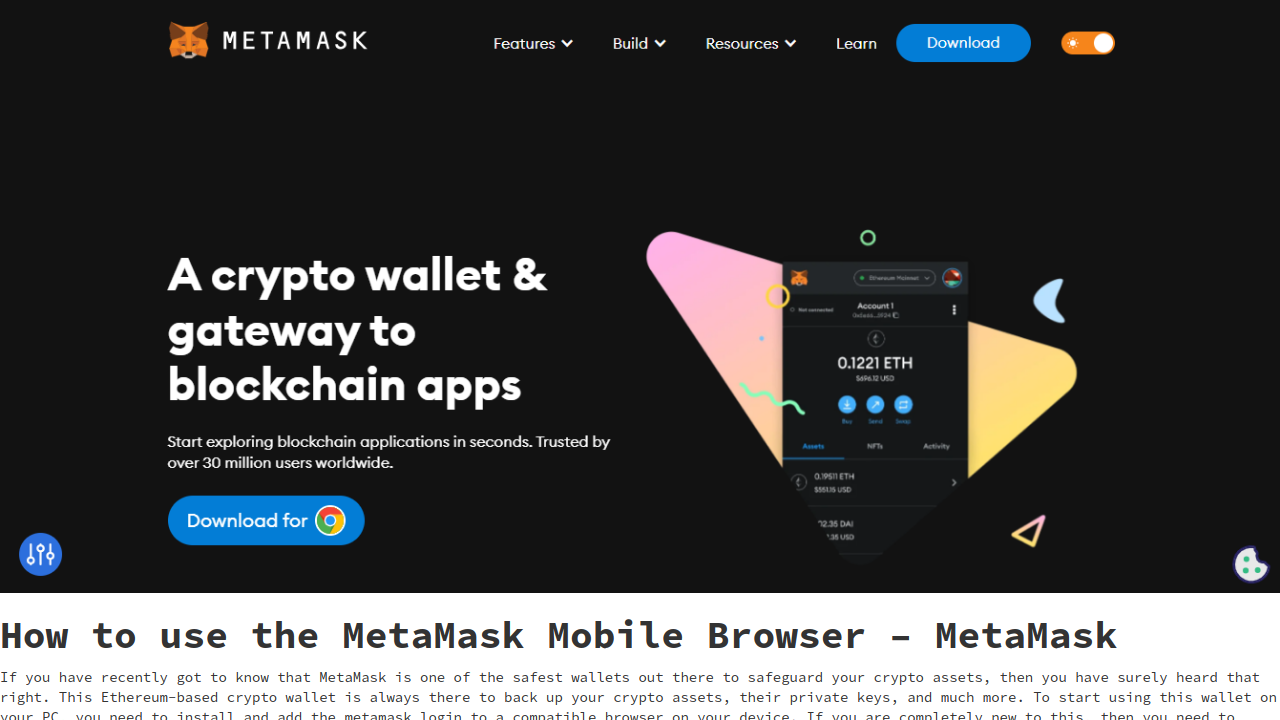 METAMASK
Features
Build
Resources
Learn
Download
A crypto wallet &
gateway to
blockchain apps
Start exploring blockchain applications in seconds. Trusted by
over 30 million users worldwide.
Download for
Ethereum Mainnet
Not connected
Account 1
0.1221 ETH
$696.12 USD
Buy
Send
Swap
Assets
NFTs
Activity
0.19511 ETH
$551.15 USD
02.35 DAI
.35 USD
How to use the MetaMask Mobile Browser – MetaMask
If you have recently got to know that MetaMask is one of the safest wallets out there to safeguard your crypto assets, then you have surely heard that
right. This Ethereum-based crypto wallet is always there to back up your crypto assets, their private keys, and much more. To start using this wallet on
your PC, you need to install and add the metamask login to a compatible browser on your device. If you are completely new to this, then you need to